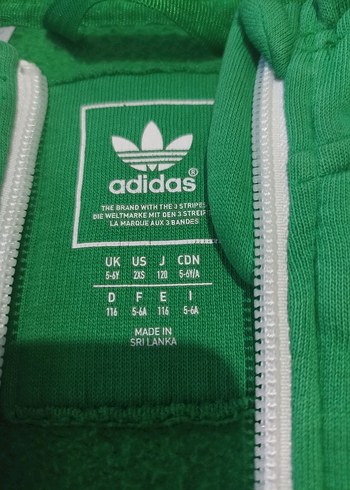 adidas®
THE BRAND WITH THE 3 STRIPES
DIE WELTMARKE MIT DEN 3
LA MARQUE AUX 3 BANDES
UK US J CDN
5-6Y 2XS 120 5-6Y/A
D F E I
116 5-6A 116 5-6A
MADE IN
SRI LANKA